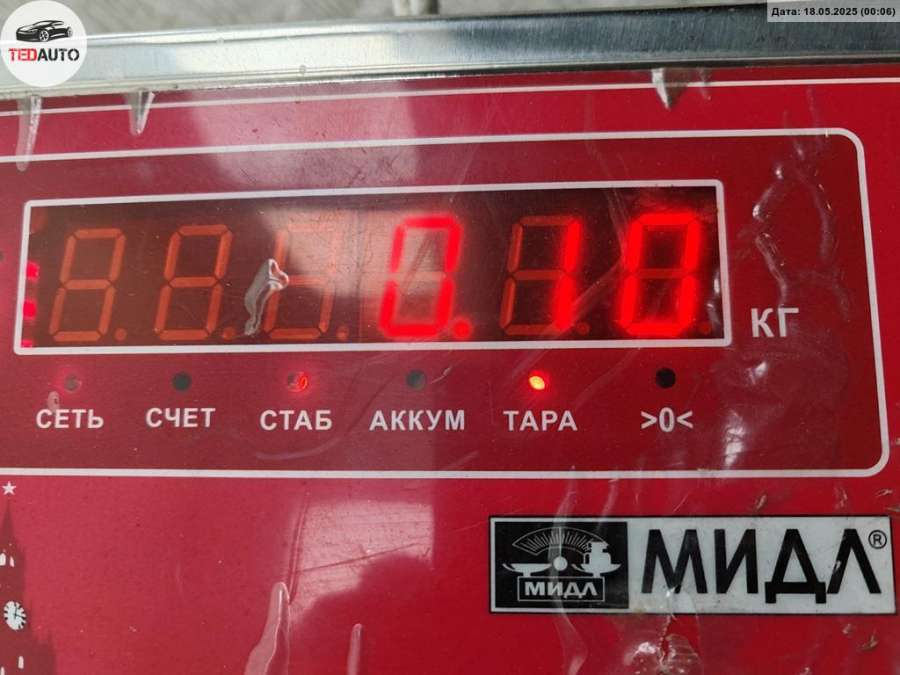 TEDAUTO
Дата: 18.05.2025 (00:06)
0.10
КГ
СЕТЬ СЧЕТ СТАБ АККУМ ТАРА >0<
МИДЛ МИДЛ®